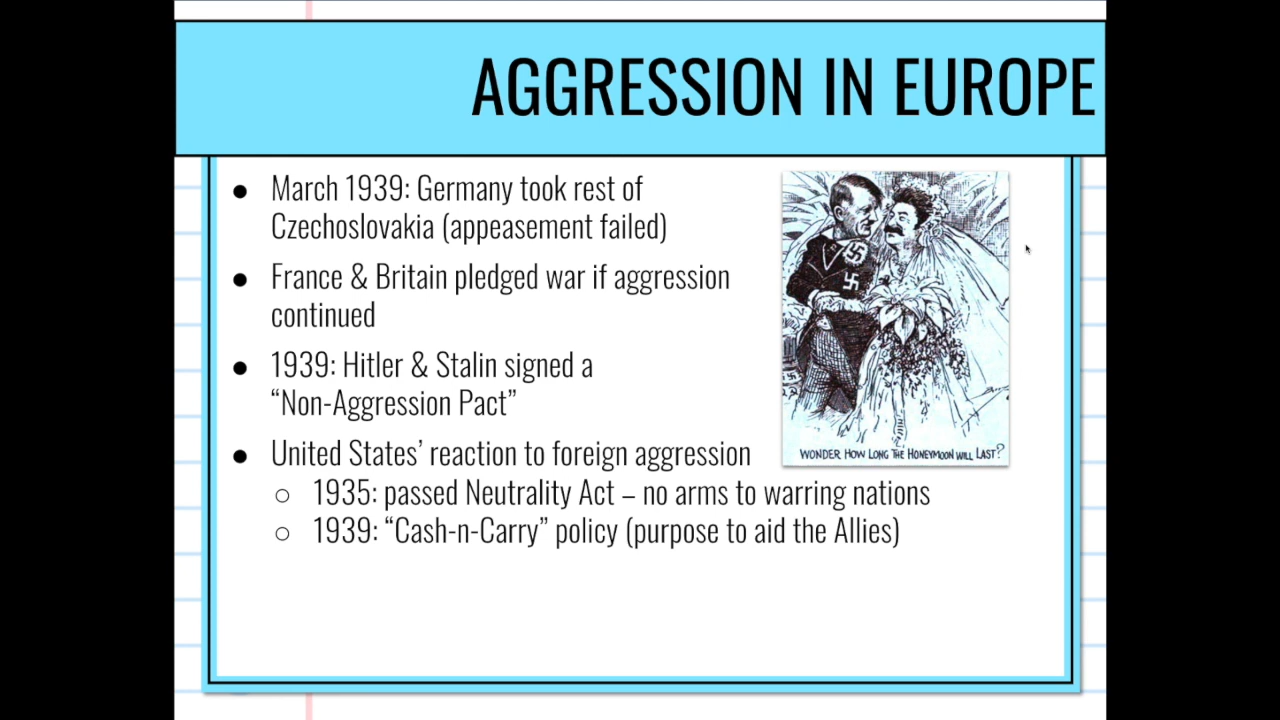 AGGRESSION IN EUROPE
● March 1939: Germany took rest of
Czechoslovakia (appeasement failed)
● France & Britain pledged war if aggression
continued
● 1939: Hitler & Stalin signed a
“Non-Aggression Pact”
● United States’ reaction to foreign aggression
○ 1935: passed Neutrality Act – no arms to warring nations
○ 1939: “Cash-n-Carry” policy (purpose to aid the Allies)
WONDER HOW LONG THE HONEYMOON WILL LAST?